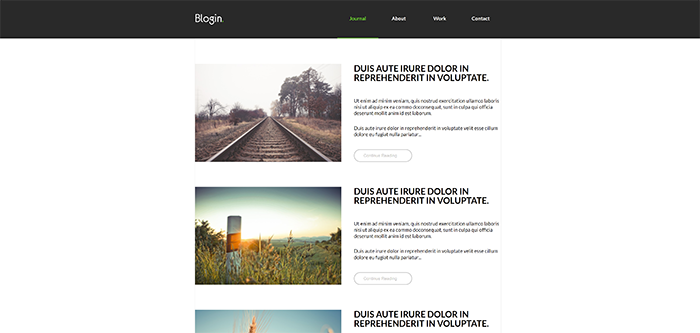 Blogin.
Journal
About
Work
Contact
DUIS AUTE IRURE DOLOR IN
REPREHENDERIT IN VOLUPTATE.
Ut enim ad minim veniam, quis nostrud exercitation ullamco laboris
nisi ut aliquip ex ea commo doconsequat, sunt in culpa qui officia
deserunt mollit anim id est laborum.
Duis aute irure dolor in reprehenderit in voluptate velit esse cillum
dolore eu fugiat nulla pariatur...
Continue Reading
DUIS AUTE IRURE DOLOR IN
REPREHENDERIT IN VOLUPTATE.
Ut enim ad minim veniam, quis nostrud exercitation ullamco laboris
nisi ut aliquip ex ea commo doconsequat, sunt in culpa qui officia
deserunt mollit anim id est laborum.
Duis aute irure dolor in reprehenderit in voluptate velit esse cillum
dolore eu fugiat nulla pariatur...
Continue Reading
DUIS AUTE IRURE DOLOR IN
REPREHENDERIT IN VOLUPTATE.